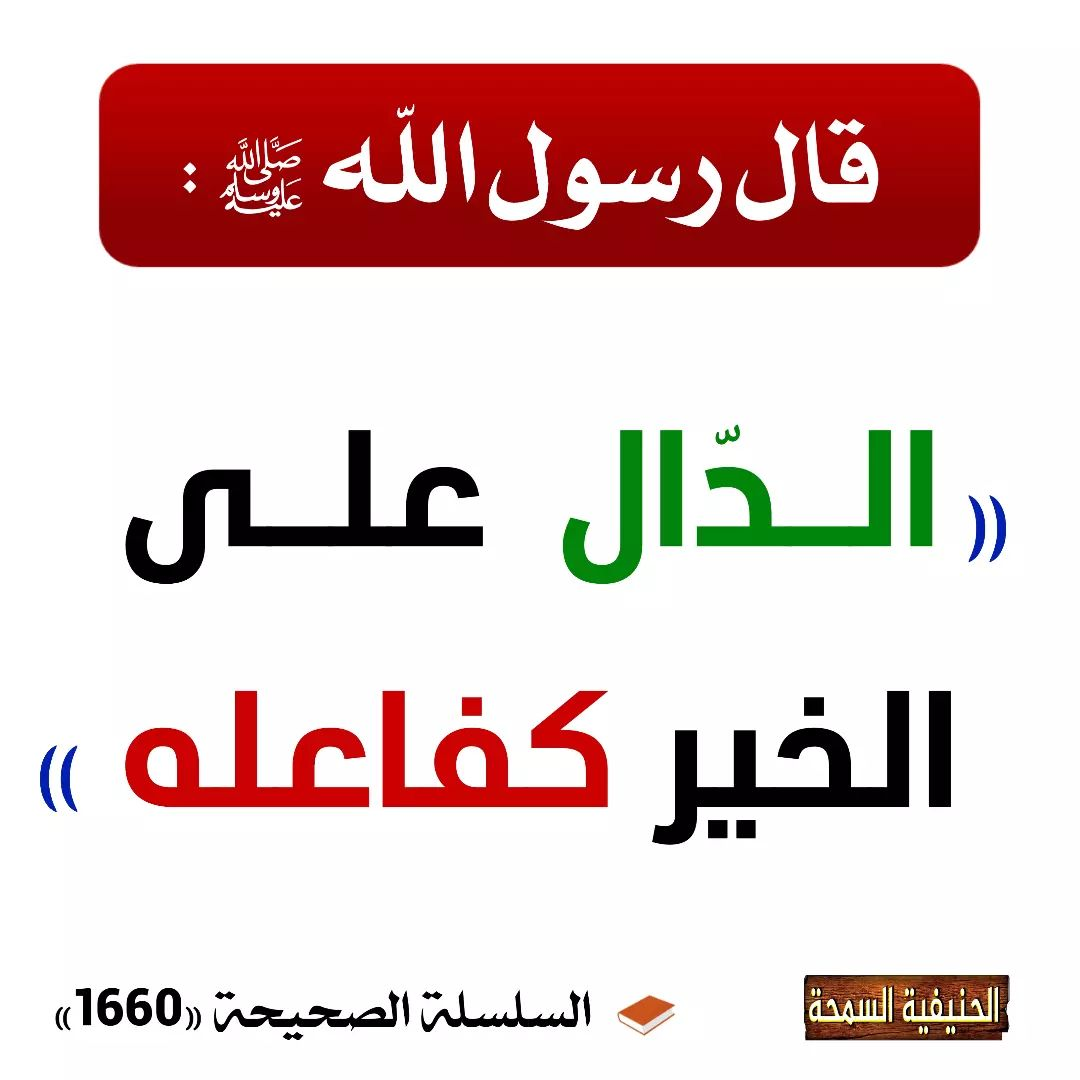 قال رسول الله ﷺ :
(( الـدّال علـى
الخير كفاعله ))
السلسلة الصحيحة ((1660))
الحنيفية السمحة